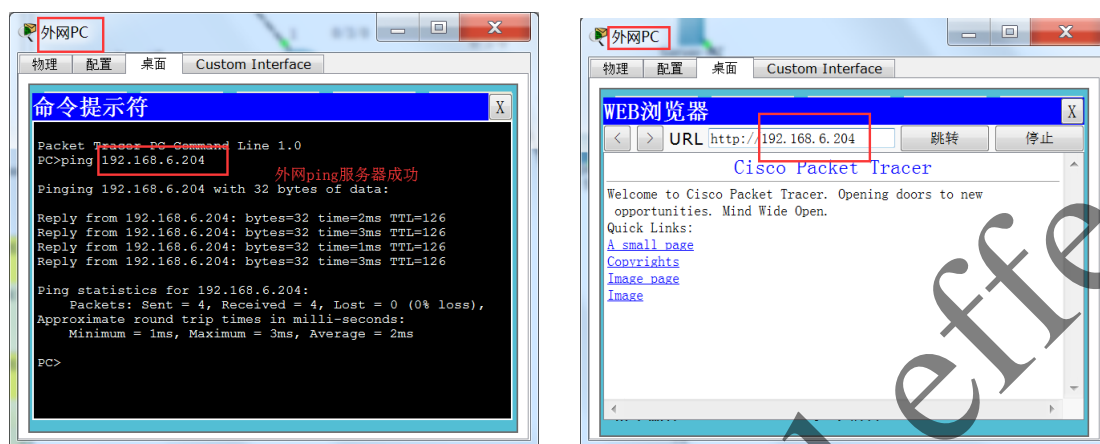 外网PC
物理 配置 桌面 Custom Interface
命令提示符 X
Packet Tracer PC Command Line 1.0
PC>ping 192.168.6.204
外网ping服务器成功
Pinging 192.168.6.204 with 32 bytes of data:
Reply from 192.168.6.204: bytes=32 time=2ms TTL=126
Reply from 192.168.6.204: bytes=32 time=3ms TTL=126
Reply from 192.168.6.204: bytes=32 time=1ms TTL=126
Reply from 192.168.6.204: bytes=32 time=3ms TTL=126
Ping statistics for 192.168.6.204:
Packets: Sent = 4, Received = 4, Lost = 0 (0% loss),
Approximate round trip times in milli-seconds:
Minimum = 1ms, Maximum = 3ms, Average = 2ms
PC>
外网PC
物理 配置 桌面 Custom Interface
WEB浏览器 X
< > URL http://192.168.6.204 跳转 停止
Cisco Packet Tracer
Welcome to Cisco Packet Tracer. Opening doors to new
opportunities. Mind Wide Open.
Quick Links:
A small page
Copyrights
Image page
Image